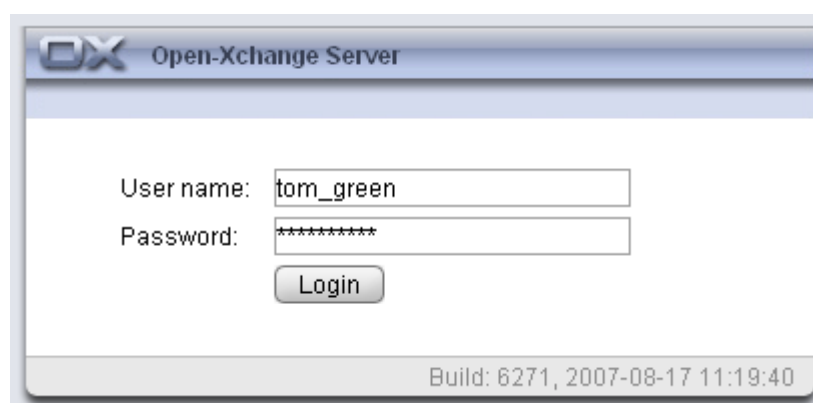 OX Open-Xchange Server
User name: tom_green
Password: **********
Login
Build: 6271, 2007-08-17 11:19:40